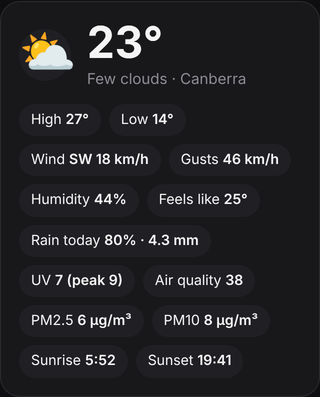 23°
Few clouds · Canberra
High 27° Low 14°
Wind SW 18 km/h Gusts 46 km/h
Humidity 44% Feels like 25°
Rain today 80% · 4.3 mm
UV 7 (peak 9) Air quality 38
PM2.5 6 µg/m³ PM10 8 µg/m³
Sunrise 5:52 Sunset 19:41